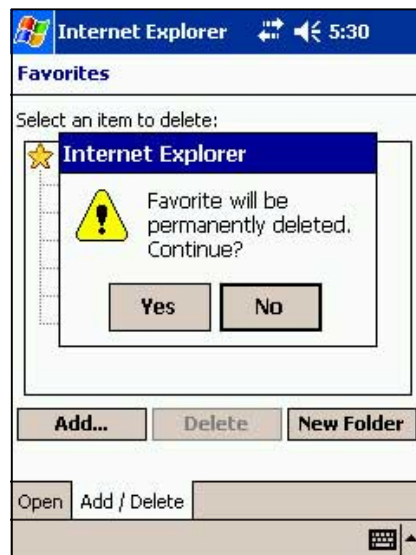 Internet Explorer 5:30
Favorites
Select an item to delete:
Internet Explorer
Favorite will be
permanently deleted.
Continue?
Yes No
Add... Delete New Folder
Open Add / Delete